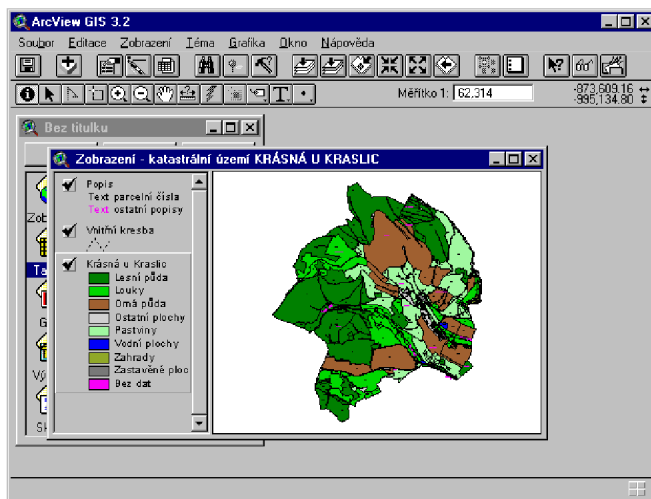 ArcView GIS 3.2
Soubor Editace Zobrazení Téma Grafika Okno Nápověda
Měřítko 1: 62,314
-873,609.16
-995,134.80
Bez titulku
Zobrazení - katastrální území KRÁSNÁ U KRASLIC
Popis
Text parcelní čísla
Text ostatní popisy
Vnitřní kresba
Krásná u Kraslic
Lesní půda
Louky
Orná půda
Ostatní plochy
Pastviny
Vodní plochy
Zahrady
Zastavěné ploc
Bez dat